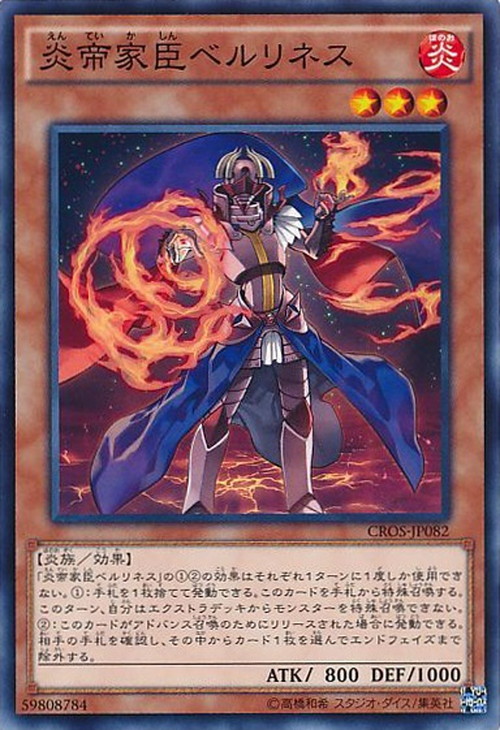 炎帝家臣ベルリネス
炎
CROS-JP082
【炎族/効果】
「炎帝家臣ベルリネス」の①②の効果はそれぞれ1ターンに1度しか使用でき
ない。①:手札を1枚捨てて発動できる。このカードを手札から特殊召喚する。
このターン、自分はエクストラデッキからモンスターを特殊召喚できない。
②:このカードがアドバンス召喚のためにリリースされた場合に発動できる。
相手の手札を確認し、その中からカード1枚を選んでエンドフェイズまで
除外する。
ATK/ 800 DEF/1000
59808784
©高橋和希 スタジオ・ダイス/集英社